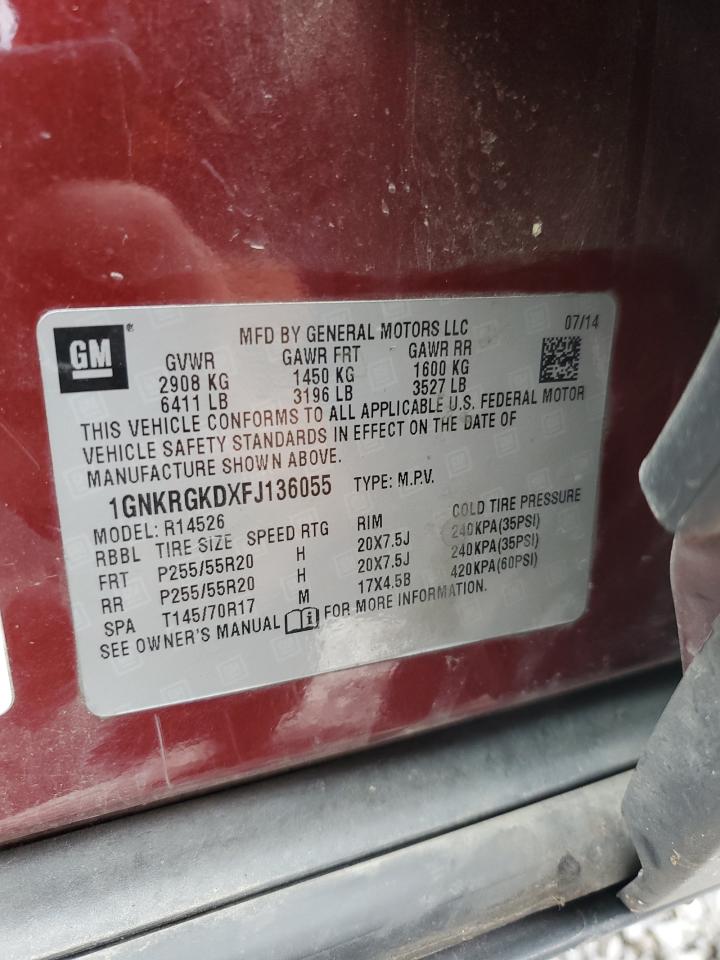 GM®
MFD BY GENERAL MOTORS LLC 07/14
GVWR GAWR FRT GAWR RR
2908 KG 1450 KG 1600 KG
6411 LB 3196 LB 3527 LB
THIS VEHICLE CONFORMS TO ALL APPLICABLE U.S. FEDERAL MOTOR
VEHICLE SAFETY STANDARDS IN EFFECT ON THE DATE OF
MANUFACTURE SHOWN ABOVE.
1GNKRGKDXFJ136055 TYPE: M.P.V.
MODEL: R14526
RBBL TIRE SIZE SPEED RTG RIM COLD TIRE PRESSURE
FRT P255/55R20 H 20X7.5J 240KPA(35PSI)
RR P255/55R20 H 20X7.5J 240KPA(35PSI)
SPA T145/70R17 M 17X4.5B 420KPA(60PSI)
SEE OWNER'S MANUAL FOR MORE INFORMATION.